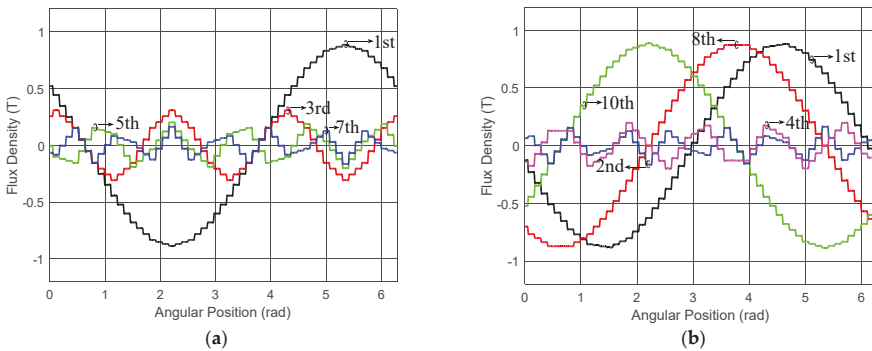 1
0.5
0
-0.5
-1
Flux Density (T)
1st
3rd
5th
7th
0 1 2 3 4 5 6
Angular Position (rad)
(a)
1
0.5
0
-0.5
-1
Flux Density (T)
8th
1st
10th
4th
2nd
0 1 2 3 4 5 6
Angular Position (rad)
(b)